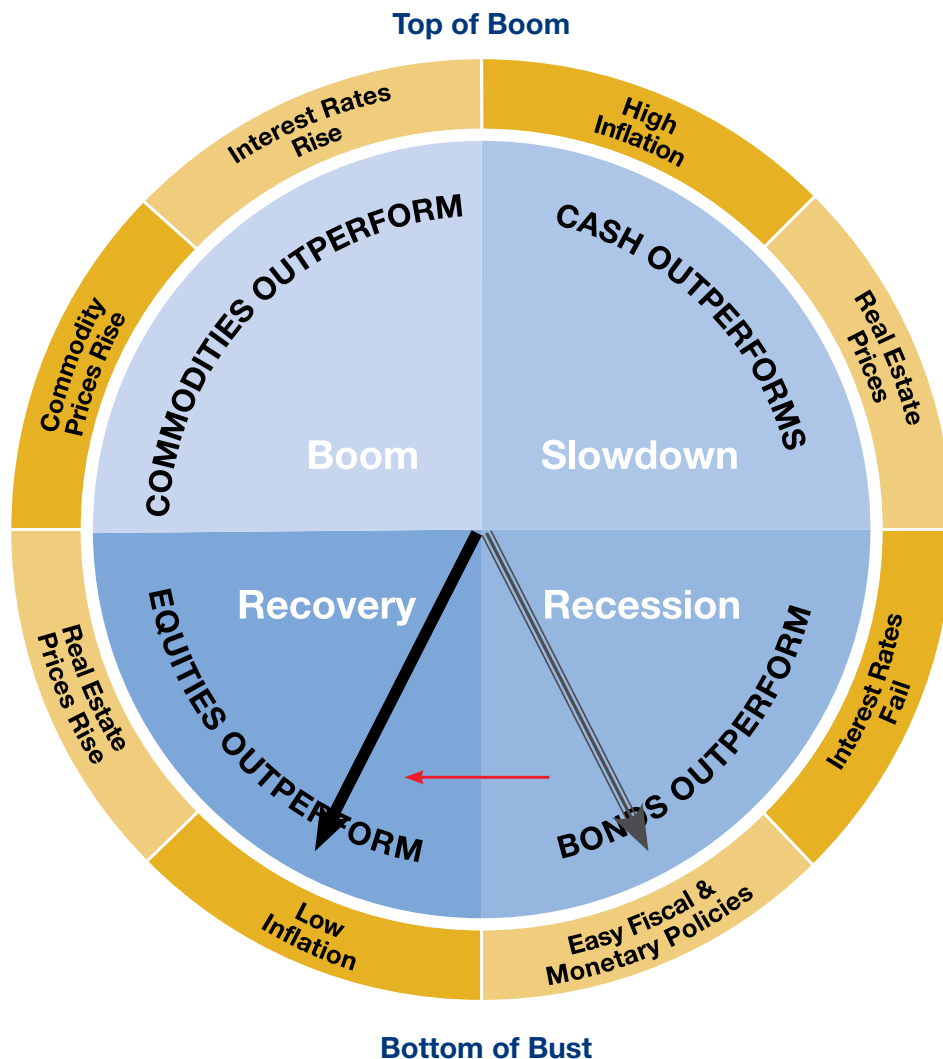 Top of Boom
Interest Rates
Rise
High
Inflation
COMMODITIES OUTPERFORM
CASH OUTPERFORMS
Commodity
Prices Rise
Real Estate
Prices
Boom
Slowdown
Recovery
Recession
Real Estate
Prices Rise
EQUITIES OUTPERFORM
BONDS OUTPERFORM
Interest Rates
Fail
Low
Inflation
Easy Fiscal &
Monetary Policies
Bottom of Bust